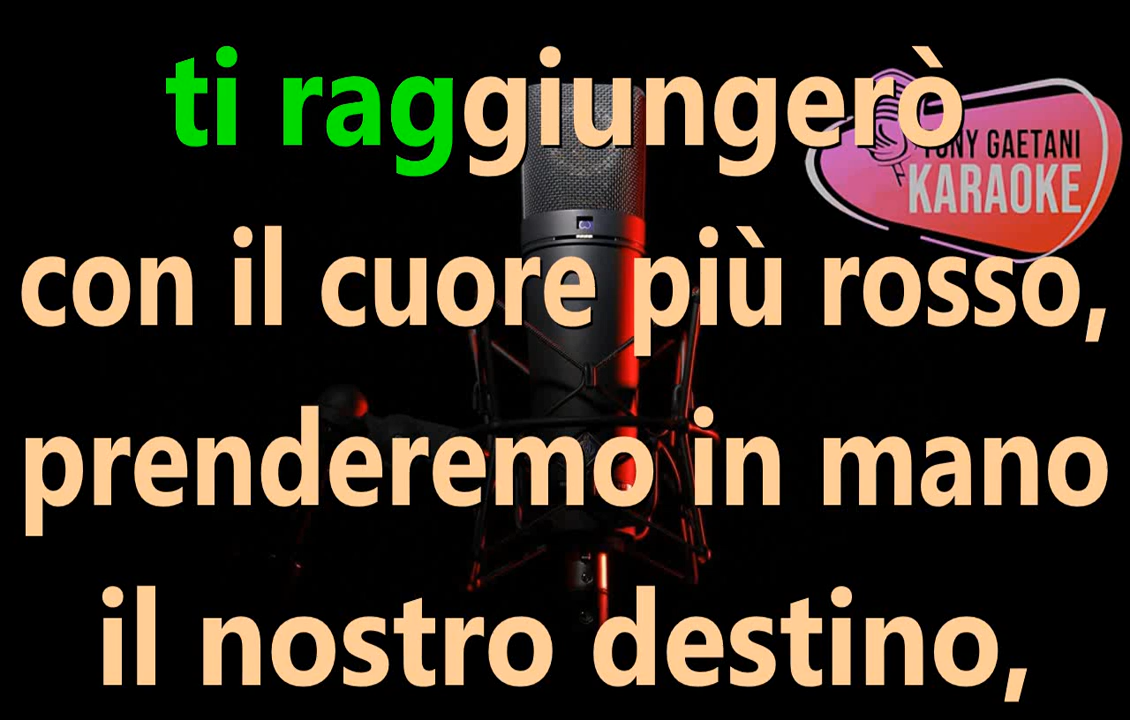 ti raggiungerò
TONY GAETANI
KARAOKE
con il cuore più rosso,
prenderemo in mano
il nostro destino,